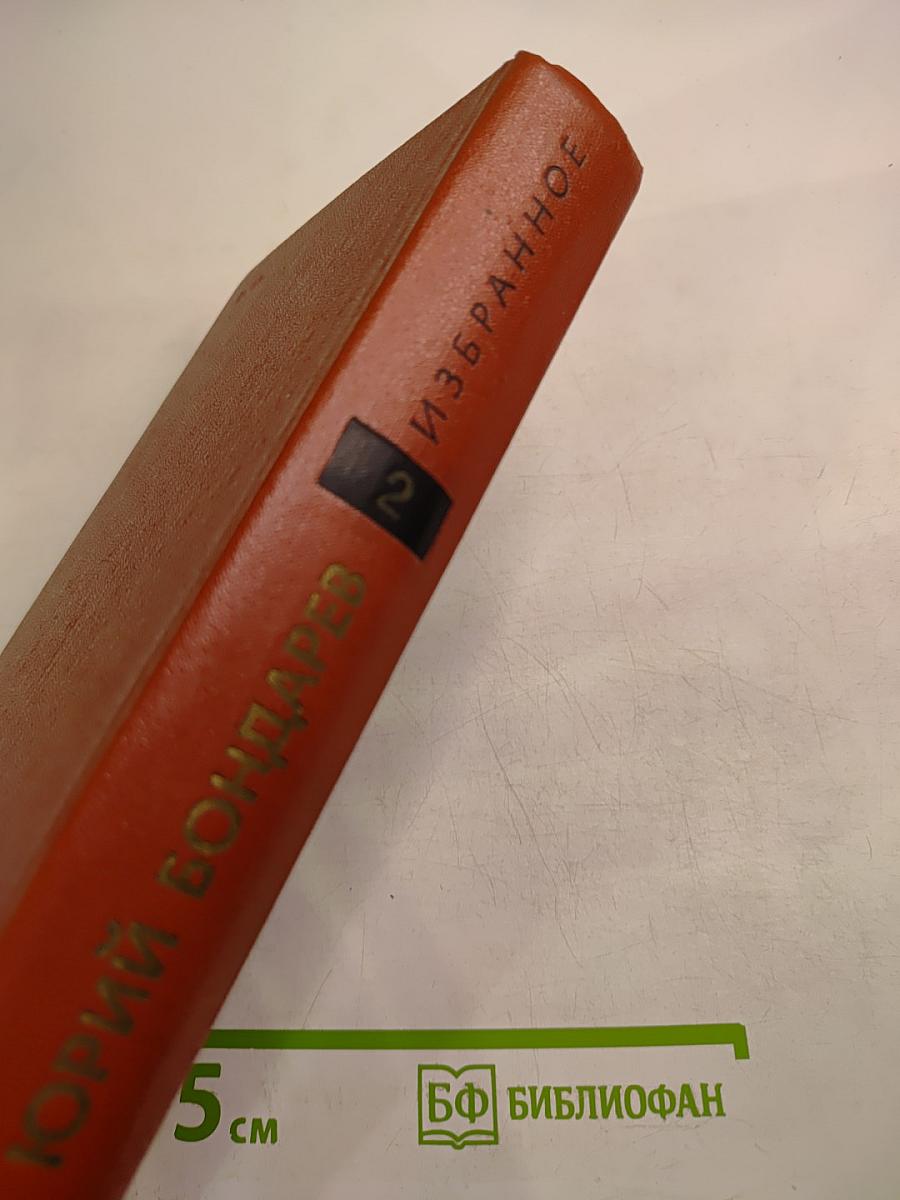 ЮРИЙ БОНДАРЕВ
2
ИЗБРАННОЕ
5 см
БФ БИБЛИОФАН